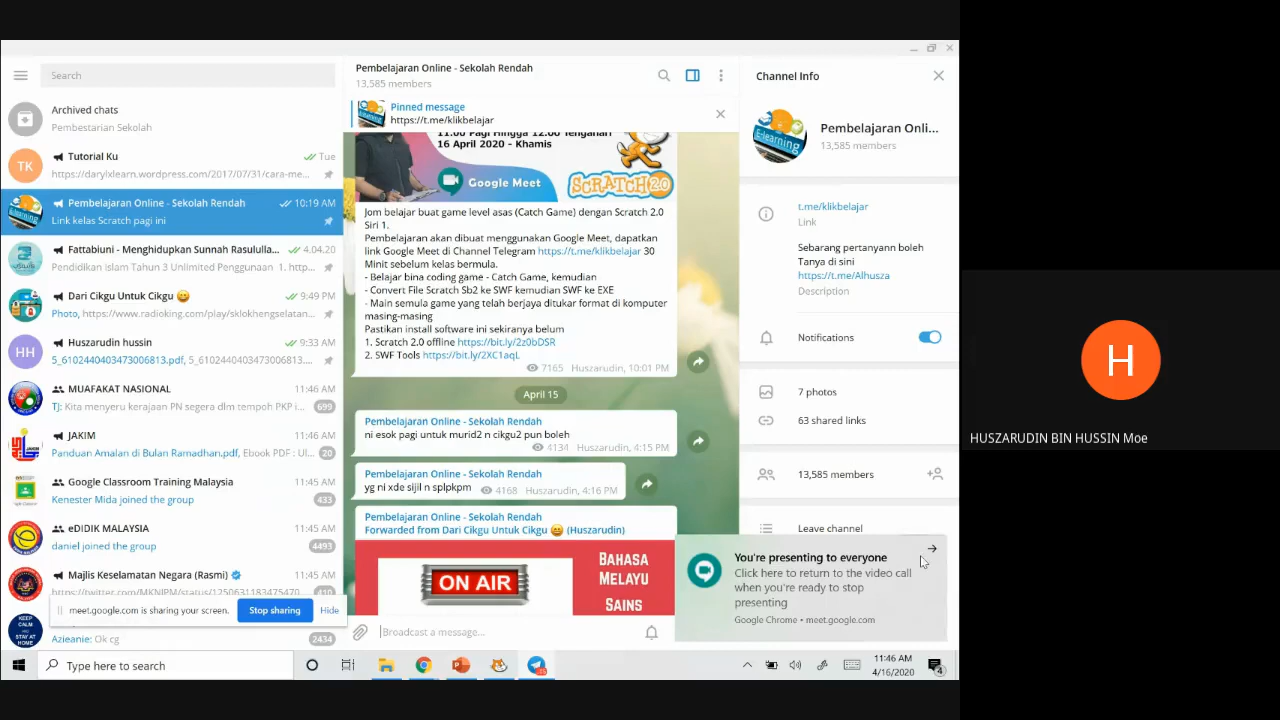 Search
Archived chats
Pembestarian Sekolah
TK
Tutorial Ku
Tue
https://darylxlearn.wordpress.com/2017/07/31/cara-me...
Pembelajaran Online - Sekolah Rendah
10:19 AM
Link kelas Scratch pagi ini
Fattabiuni - Menghidupkan Sunnah Rasululla...
4.04.20
Pendidikan Islam Tahun 3 Unlimited Penggunaan 1. http...
Dari Cikgu Untuk Cikgu 😄
9:49 PM
Photo, https://www.radioking.com/play/sklokhengselatan...
HH
Huszarudin hussin
9:33 AM
5_6102440403473006813.pdf, 5_6102440403473006813....
MUAFAKAT NASIONAL
11:46 AM
Tj: Kita menyeru kerajaan PN segera dlm tempoh PKP i...
699
JAKIM
11:46 AM
Panduan Amalan di Bulan Ramadhan.pdf, Ebook PDF : Ul...
20
Google Classroom Training Malaysia
11:45 AM
Kenester Mida joined the group
433
eDIDIK MALAYSIA
11:45 AM
daniel joined the group
4493
Majlis Keselamatan Negara (Rasmi)
11:45 AM
meet.google.com is sharing your screen.
Stop sharing
Hide
KEEP CALM AND STAY AT HOME
Azieanie: Ok cg
2434
Pembelajaran Online - Sekolah Rendah
13,585 members
Pinned message
https://t.me/klikbelajar
11:00 Pagi Hingga 12:00 Tengahari
16 April 2020 - Khamis
Google Meet
SCRATCH 2.0
Jom belajar buat game level asas (Catch Game) dengan Scratch 2.0
Siri 1.
Pembelajaran akan dibuat menggunakan Google Meet, dapatkan
link Google Meet di Channel Telegram https://t.me/klikbelajar 30
Minit sebelum kelas bermula.
- Belajar bina coding game - Catch Game, kemudian
- Convert File Scratch Sb2 ke SWF kemudian SWF ke EXE
- Main semula game yang telah berjaya ditukar format di komputer
masing-masing
Pastikan install software ini sekiranya belum
1. Scratch 2.0 offline https://bit.ly/2z0bDSR
2. SWF Tools https://bit.ly/2XC1aqL
7165 Huszarudin, 10:01 PM
April 15
Pembelajaran Online - Sekolah Rendah
ni esok pagi untuk murid2 n cikgu2 pun boleh
4134 Huszarudin, 4:15 PM
Pembelajaran Online - Sekolah Rendah
yg ni xde sijil n splpkpm
4168 Huszarudin, 4:16 PM
Pembelajaran Online - Sekolah Rendah
Forwarded from Dari Cikgu Untuk Cikgu 😄 (Huszarudin)
ON AIR
BAHASA
MELAYU
SAINS
Broadcast a message...
Channel Info
E-learning
Pembelajaran Onli...
13,585 members
t.me/klikbelajar
Link
Sebarang pertanyann boleh
Tanya di sini
https://t.me/Alhusza
Description
Notifications
7 photos
63 shared links
13,585 members
Leave channel
You're presenting to everyone
Click here to return to the video call
when you're ready to stop
presenting
Google Chrome • meet.google.com
Type here to search
11:46 AM
4/16/2020
4
H
HUSZARUDIN BIN HUSSIN Moe